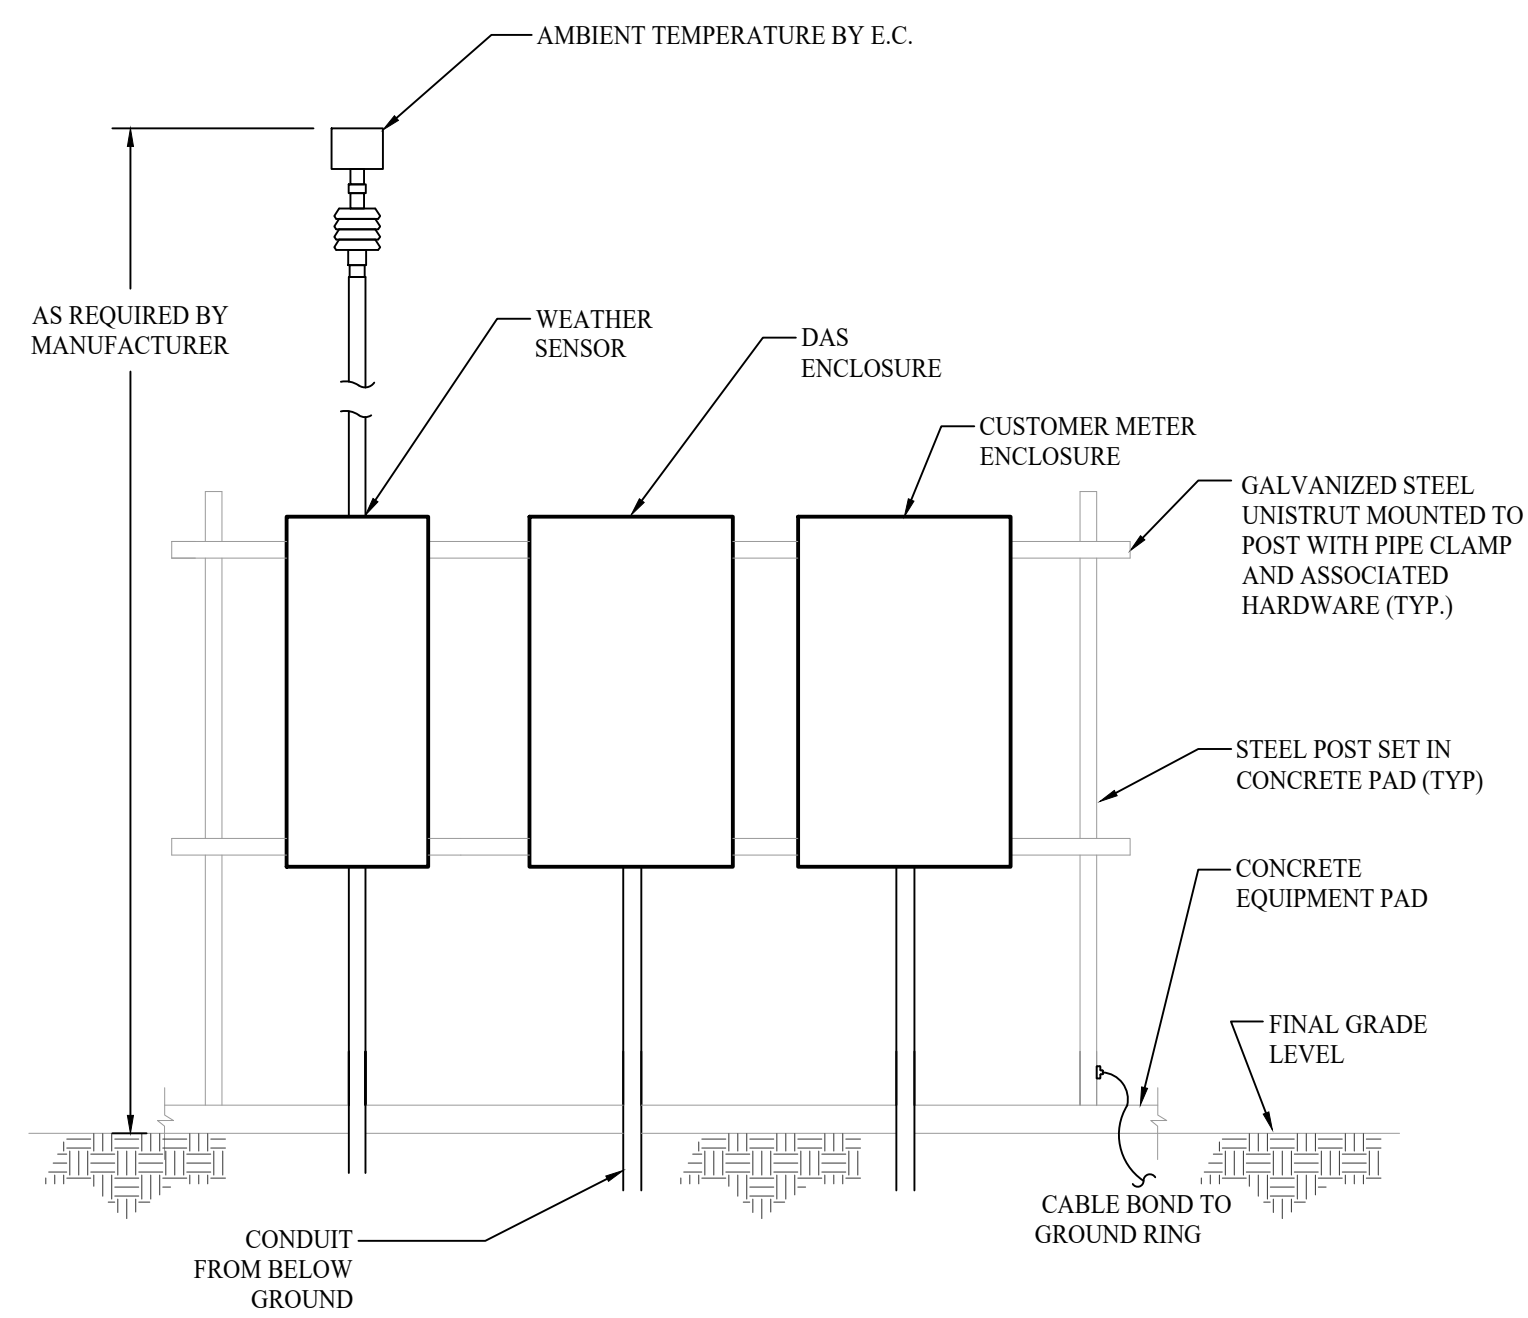 AMBIENT TEMPERATURE BY E.C.
AS REQUIRED BY
MANUFACTURER
WEATHER
SENSOR
DAS
ENCLOSURE
CUSTOMER METER
ENCLOSURE
GALVANIZED STEEL
UNISTRUT MOUNTED TO
POST WITH PIPE CLAMP
AND ASSOCIATED
HARDWARE (TYP.)
STEEL POST SET IN
CONCRETE PAD (TYP)
CONCRETE
EQUIPMENT PAD
FINAL GRADE
LEVEL
CABLE BOND TO
GROUND RING
CONDUIT
FROM BELOW
GROUND